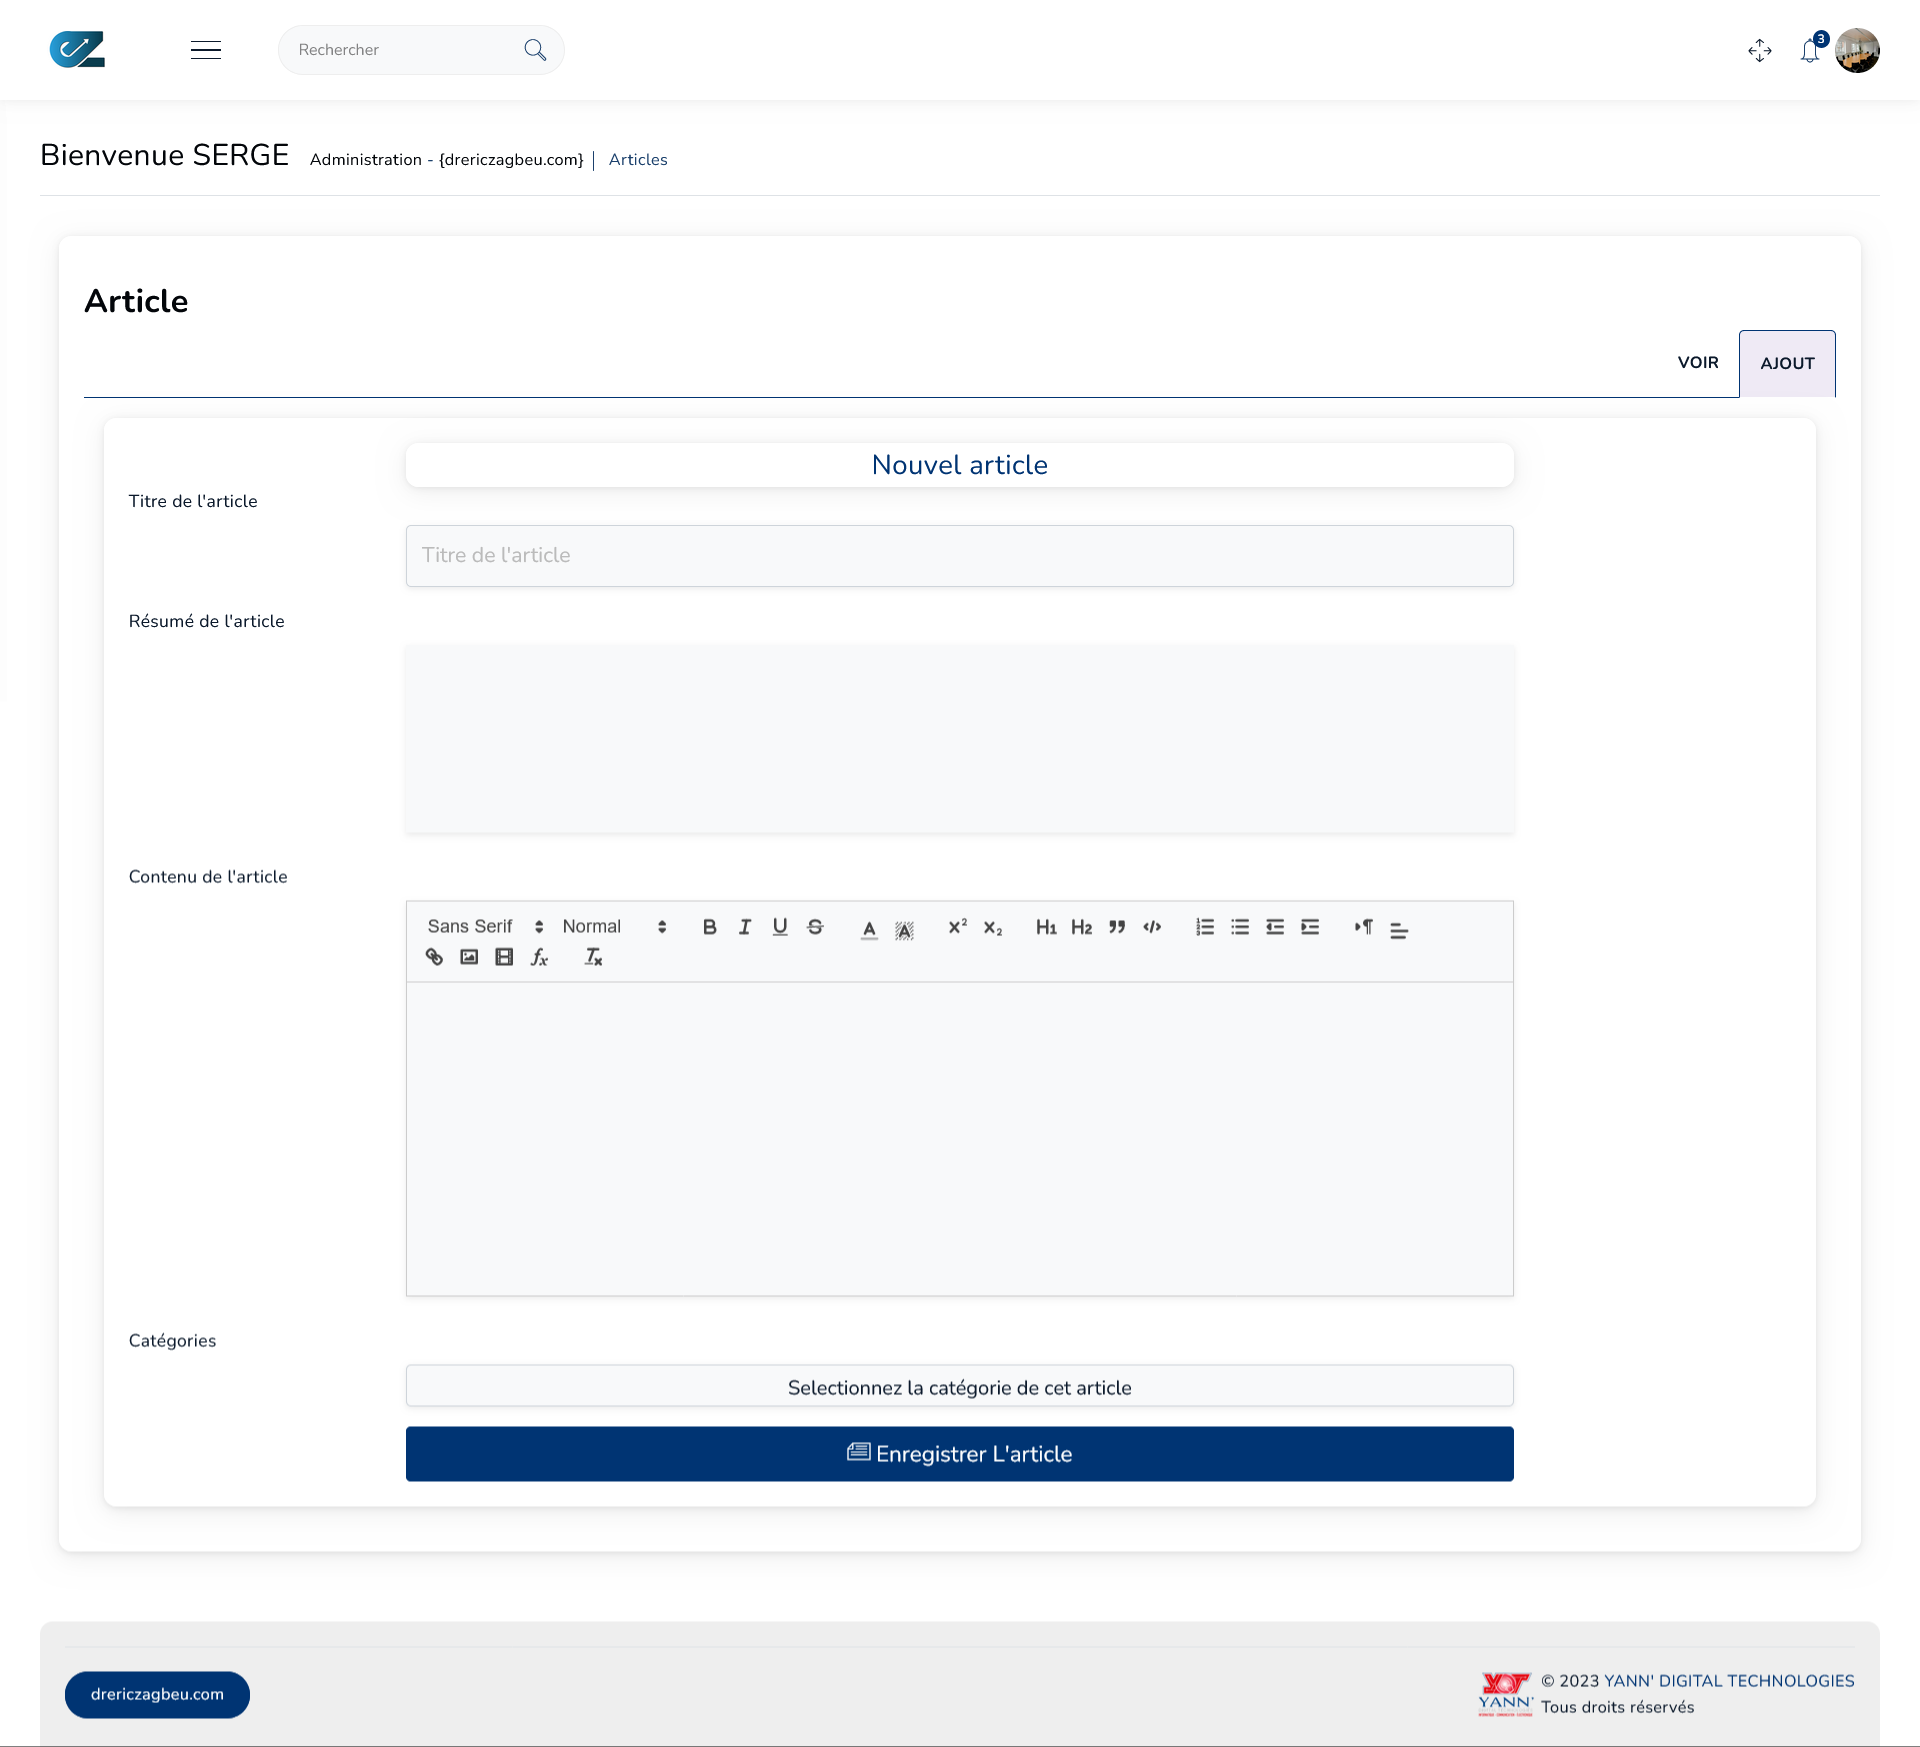 Rechercher
3
Bienvenue SERGE Administration - {drericzagbeu.com} | Articles
Article
VOIR AJOUT
Nouvel article
Titre de l'article
Titre de l'article
Résumé de l'article
Contenu de l'article
Sans Serif Normal B I U S A A X² X₂ H1 H2
Catégories
Selectionnez la catégorie de cet article
Enregistrer L'article
drericzagbeu.com
YANN'
© 2023 YANN' DIGITAL TECHNOLOGIES
Tous droits réservés